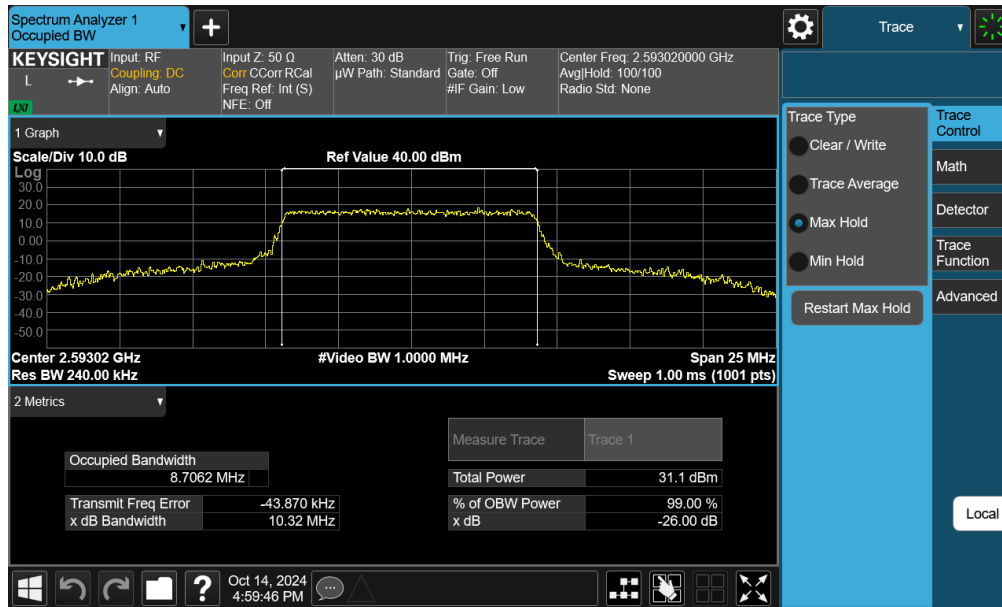 Spectrum Analyzer 1
Occupied BW
+
Trace
KEYSIGHT
L
LXI
Input: RF
Coupling: DC
Align: Auto
Input Z: 50 Ω
Corr CCorr RCal
Freq Ref: Int (S)
NFE: Off
Atten: 30 dB
µW Path: Standard
Trig: Free Run
Gate: Off
#IF Gain: Low
Center Freq: 2.593020000 GHz
Avg|Hold: 100/100
Radio Std: None
1 Graph
Scale/Div 10.0 dB
Ref Value 40.00 dBm
Log
30.0
20.0
10.0
0.00
-10.0
-20.0
-30.0
-40.0
-50.0
Center 2.59302 GHz
#Video BW 1.0000 MHz
Span 25 MHz
Res BW 240.00 kHz
Sweep 1.00 ms (1001 pts)
2 Metrics
Measure Trace Trace 1
Occupied Bandwidth
8.7062 MHz
Total Power 31.1 dBm
Transmit Freq Error -43.870 kHz
% of OBW Power 99.00 %
x dB Bandwidth 10.32 MHz
x dB -26.00 dB
Trace Type
Clear / Write
Trace Average
Max Hold
Min Hold
Restart Max Hold
Trace
Control
Math
Detector
Trace
Function
Advanced
Local
?
Oct 14, 2024
4:59:46 PM